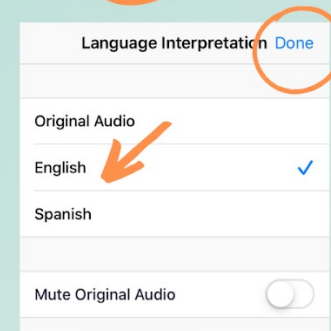 Language Interpretation Done
Original Audio
English
Spanish
Mute Original Audio